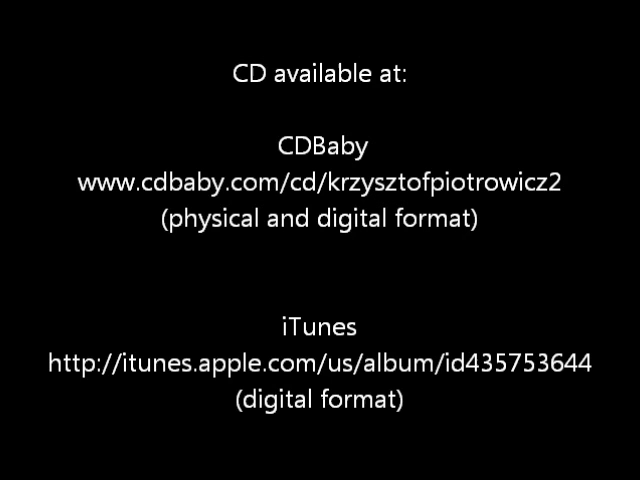 CD available at:
CDBaby
www.cdbaby.com/cd/krzysztofpiotrowicz2
(physical and digital format)
iTunes
http://itunes.apple.com/us/album/id435753644
(digital format)